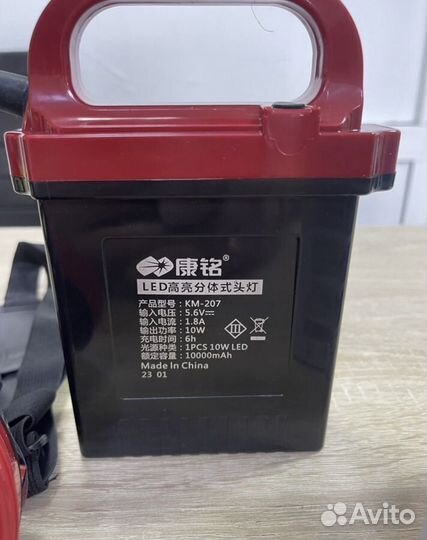 康铭®
LED高亮分体式头灯
产品型号: KM-207
输入电压: 5.6V⎓
输入电流: 1.8A
输出功率: 10W
充电时间: 6h
光源种类: 1PCS 10W LED
额定容量: 10000mAh
Made In China
23 01
Avito